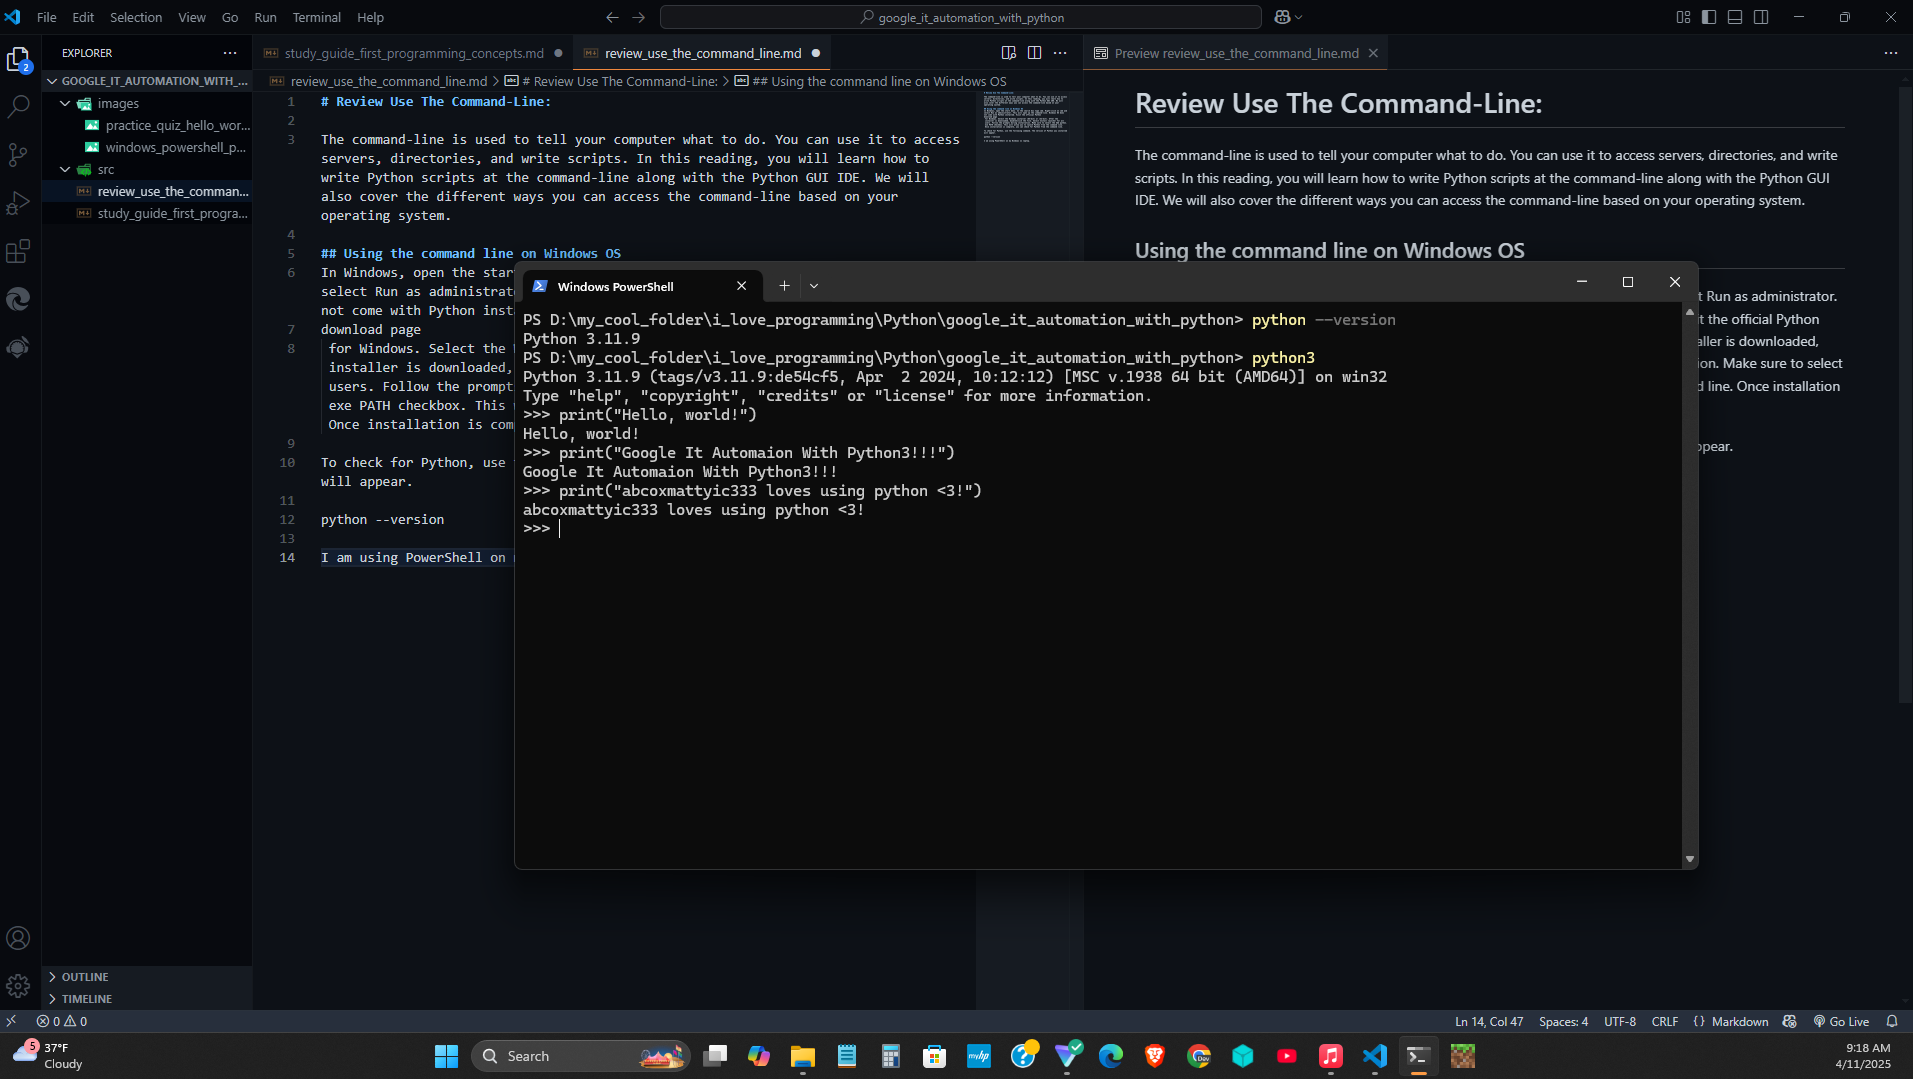 File Edit Selection View Go Run Terminal Help
google_it_automation_with_python
2
EXPLORER
study_guide_first_programming_concepts.md
review_use_the_command_line.md
Preview review_use_the_command_line.md
GOOGLE_IT_AUTOMATION_WITH_...
review_use_the_command_line.md > # Review Use The Command-Line: > ## Using the command line on Windows OS
images
practice_quiz_hello_wor...
windows_powershell_p...
src
review_use_the_comman...
study_guide_first_progra...
1 # Review Use The Command-Line:
2
3 The command-line is used to tell your computer what to do. You can use it to access
servers, directories, and write scripts. In this reading, you will learn how to
write Python scripts at the command-line along with the Python GUI IDE. We will
also cover the different ways you can access the command-line based on your
operating system.
4
5 ## Using the command line on Windows OS
6 In Windows, open the star
select Run as administrat
not come with Python inst
7 download page
8 for Windows. Select the
installer is downloaded,
users. Follow the prompt
exe PATH checkbox. This
Once installation is com
9
10 To check for Python, use
will appear.
11
12 python --version
13
14 I am using PowerShell on
Review Use The Command-Line:
The command-line is used to tell your computer what to do. You can use it to access servers, directories, and write
scripts. In this reading, you will learn how to write Python scripts at the command-line along with the Python GUI
IDE. We will also cover the different ways you can access the command-line based on your operating system.
Using the command line on Windows OS
t Run as administrator.
t the official Python
aller is downloaded,
ion. Make sure to select
d line. Once installation
ppear.
Windows PowerShell
PS D:\my_cool_folder\i_love_programming\Python\google_it_automation_with_python> python --version
Python 3.11.9
PS D:\my_cool_folder\i_love_programming\Python\google_it_automation_with_python> python3
Python 3.11.9 (tags/v3.11.9:de54cf5, Apr  2 2024, 10:12:12) [MSC v.1938 64 bit (AMD64)] on win32
Type "help", "copyright", "credits" or "license" for more information.
>>> print("Hello, world!")
Hello, world!
>>> print("Google It Automaion With Python3!!!")
Google It Automaion With Python3!!!
>>> print("abcoxmattyic333 loves using python <3!")
abcoxmattyic333 loves using python <3!
>>>
OUTLINE
TIMELINE
0 0
Ln 14, Col 47 Spaces: 4 UTF-8 CRLF {} Markdown Go Live
5
37°F
Cloudy
Search
myhp
Dev
9:18 AM
4/11/2025